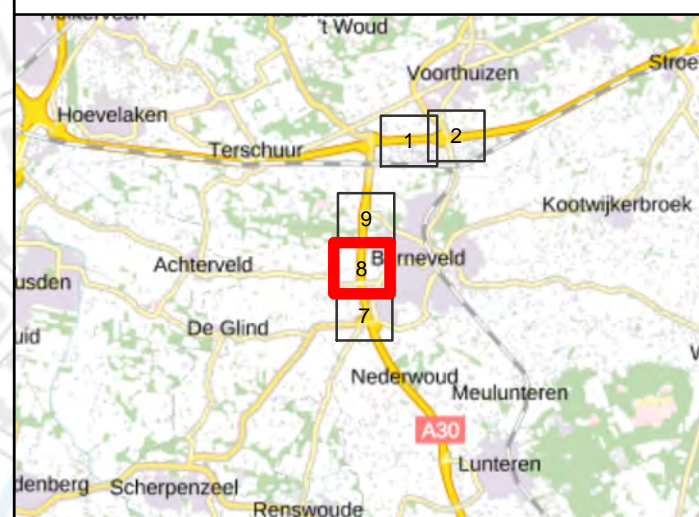 't Woud
Voorthuizen
Stroe
Hoevelaken
Terschuur
1
2
Kootwijkerbroek
9
Achterveld
8
B rneveld
usden
De Glind
7
uid
Nederwoud
Meulunteren
A30
Lunteren
denberg
Scherpenzeel
Renswoude